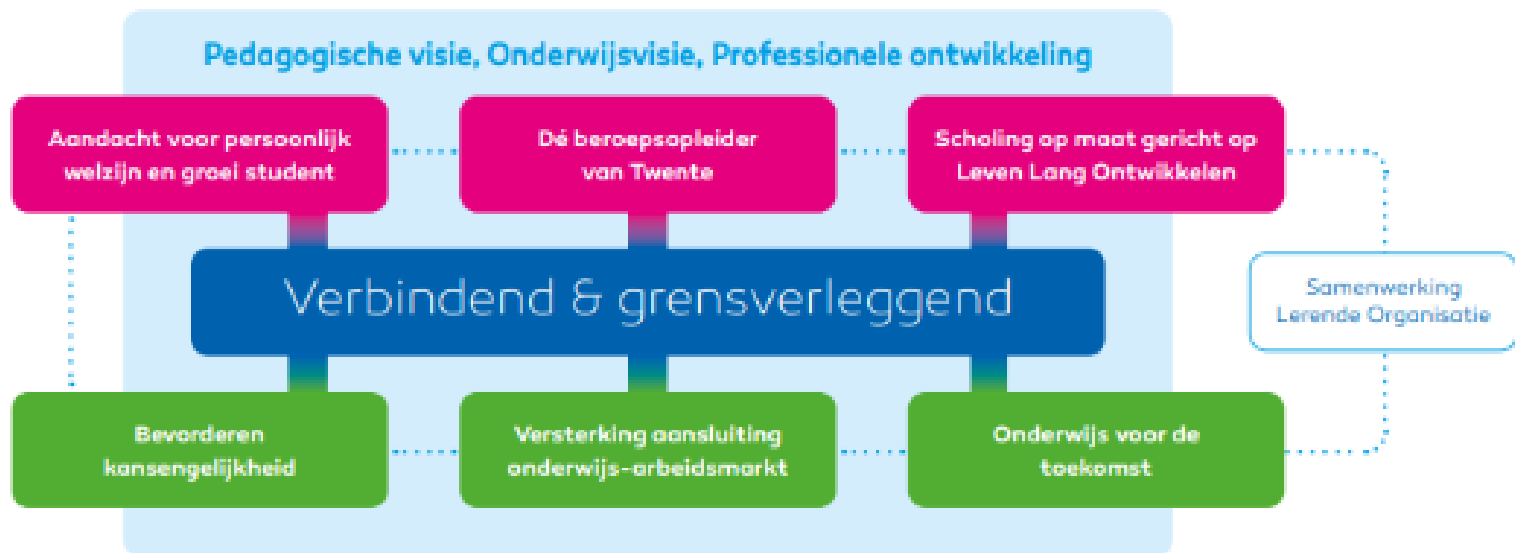 Pedagogische visie, Onderwijsvisie, Professionele ontwikkeling
Aandacht voor persoonlijk
welzijn en groei student
Dé beroepsopleider
van Twente
Scholing op maat gericht op
Leven Lang Ontwikkelen
Verbindend & grensverleggend
Samenwerking
Lerende Organisatie
Bevorderen
kansengelijkheid
Versterking aansluiting
onderwijs-arbeidsmarkt
Onderwijs voor de
toekomst